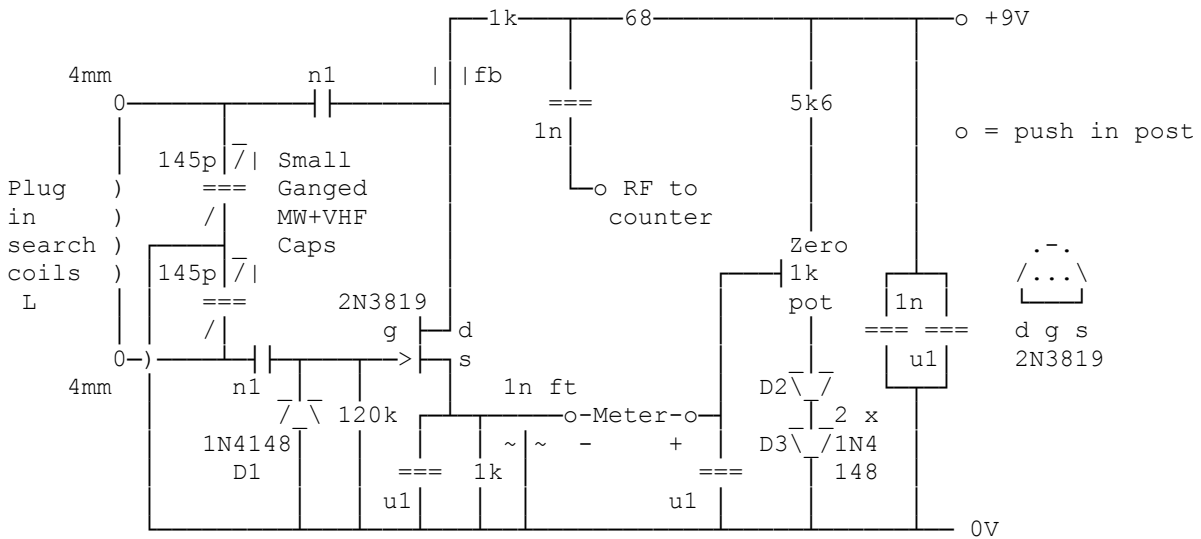 1k 68 +9V
4mm n1 fb
0 === 5k6
1n o = push in post
145p Small
Plug === Ganged RF to
in MW+VHF counter
search Caps Zero
coils 145p 1k
L === 2N3819 pot 1n
g d === === d g s
0 s u1 2N3819
4mm n1 1n ft D2
120k -Meter- 2 x
1N4148 ~ ~ - + D3 1N4
D1 === 1k === 148
u1 u1
0V